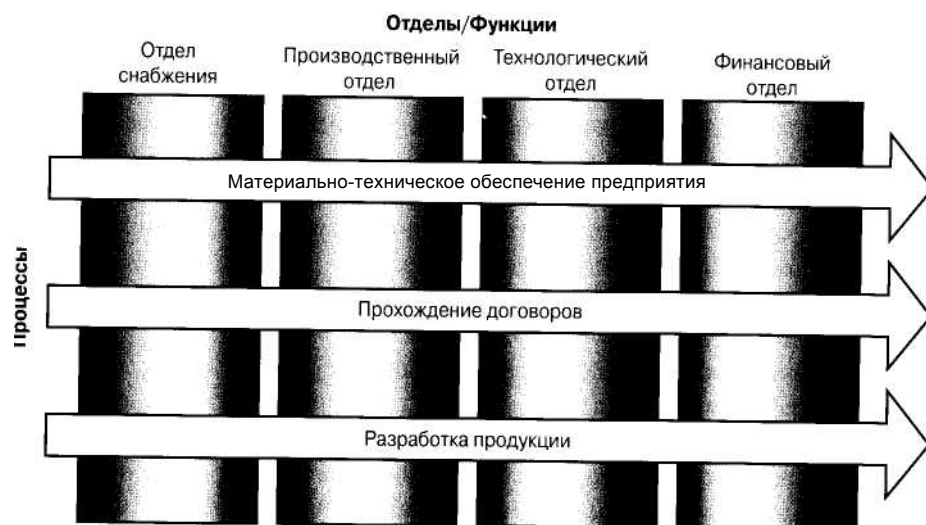 Отделы/Функции
Отдел
снабжения
Производственный
отдел
Технологический
отдел
Финансовый
отдел
Процессы
Материально-техническое обеспечение предприятия
Прохождение договоров
Разработка продукции